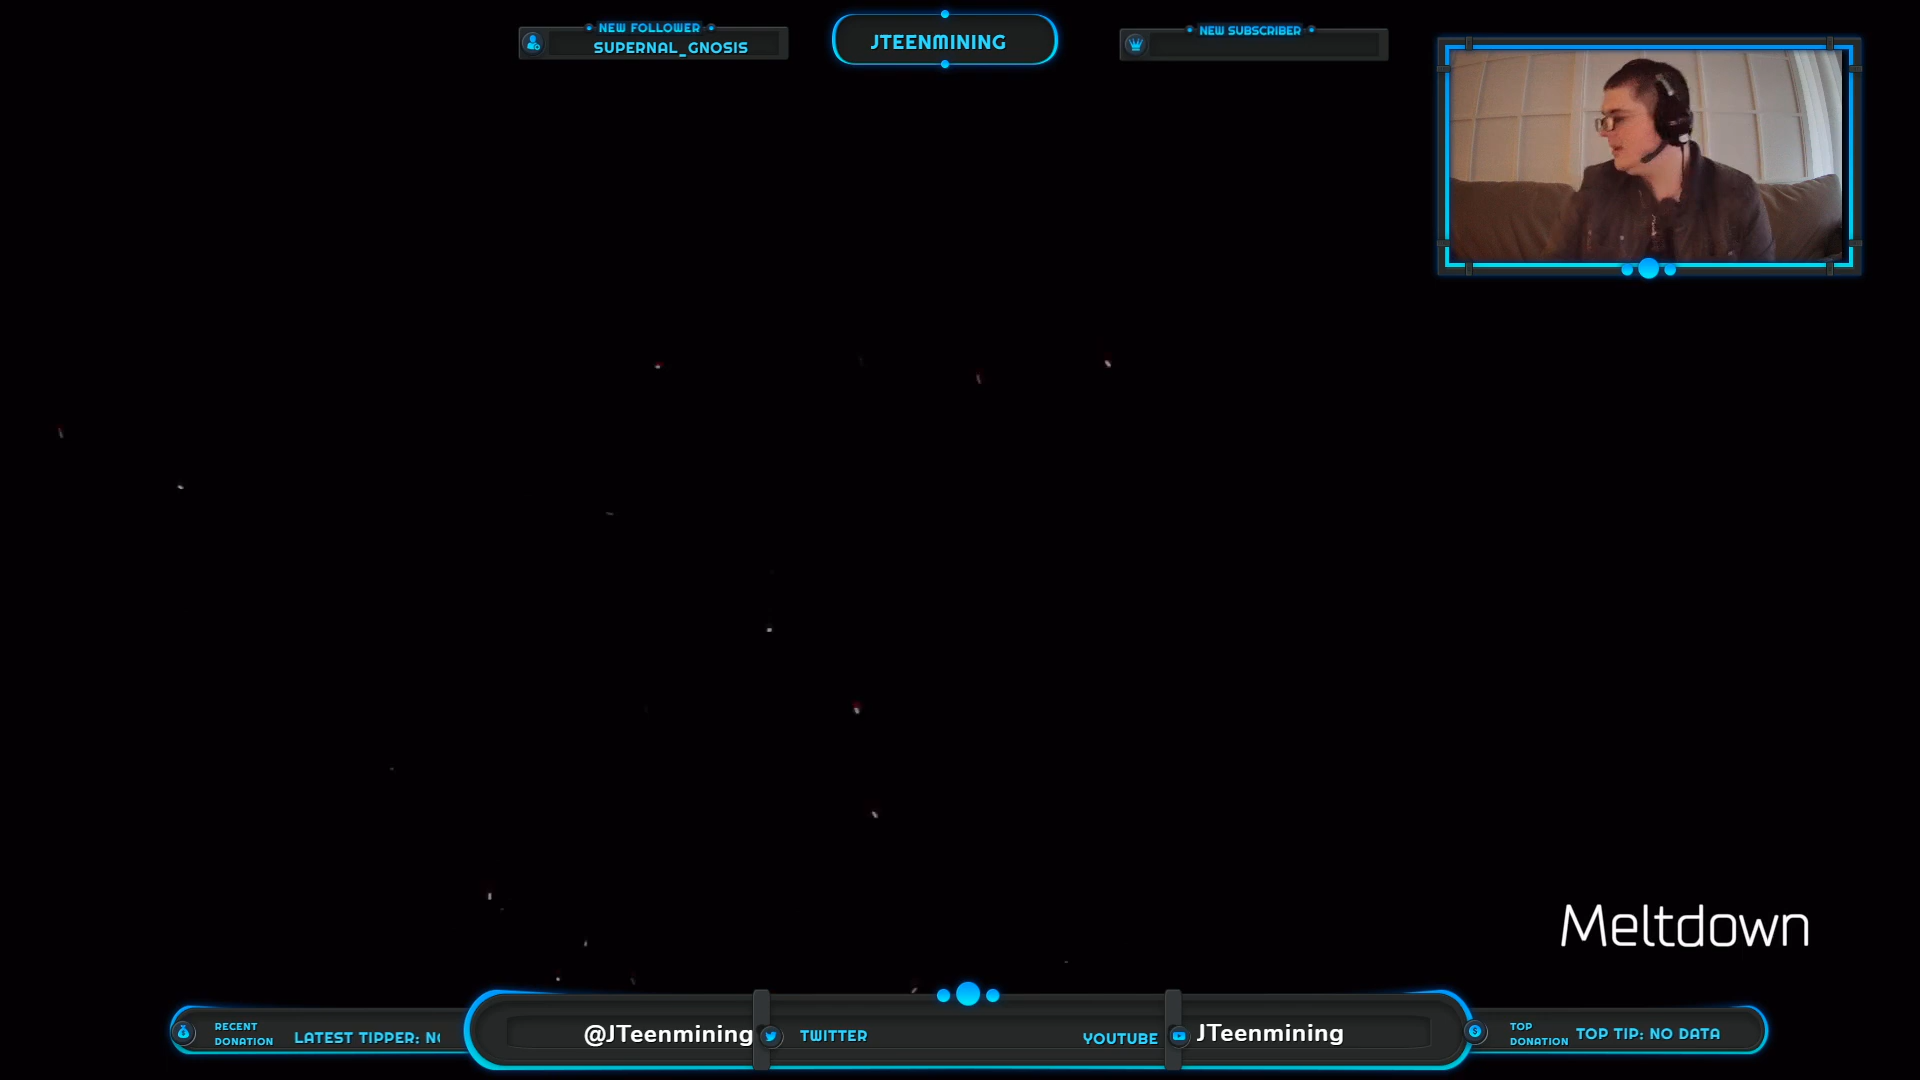 NEW FOLLOWER
SUPERNAL_GNOSIS
JTEENMINING
NEW SUBSCRIBER
Meltdown
RECENT
DONATION
LATEST TIPPER:
@JTeenmining
TWITTER
YOUTUBE
JTeenmining
TOP
DONATION
TOP TIP: NO DATA